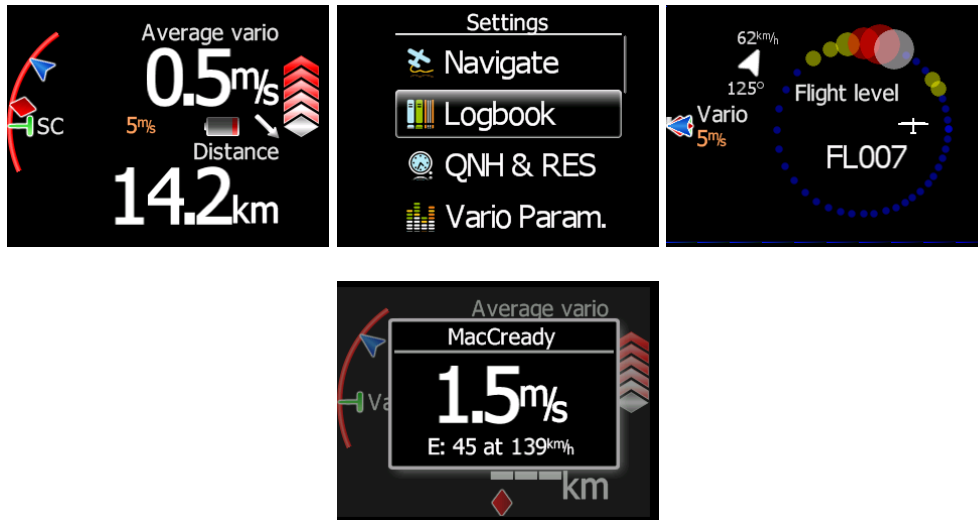 Average vario
0.5m/s
SC
5m/s
Distance
14.2km
Settings
Navigate
Logbook
QNH & RES
Vario Param.
62km/h
125°
Flight level
Vario
5m/s
FL007
Average vario
MacCready
1.5m/s
Va
E: 45 at 139km/h
km